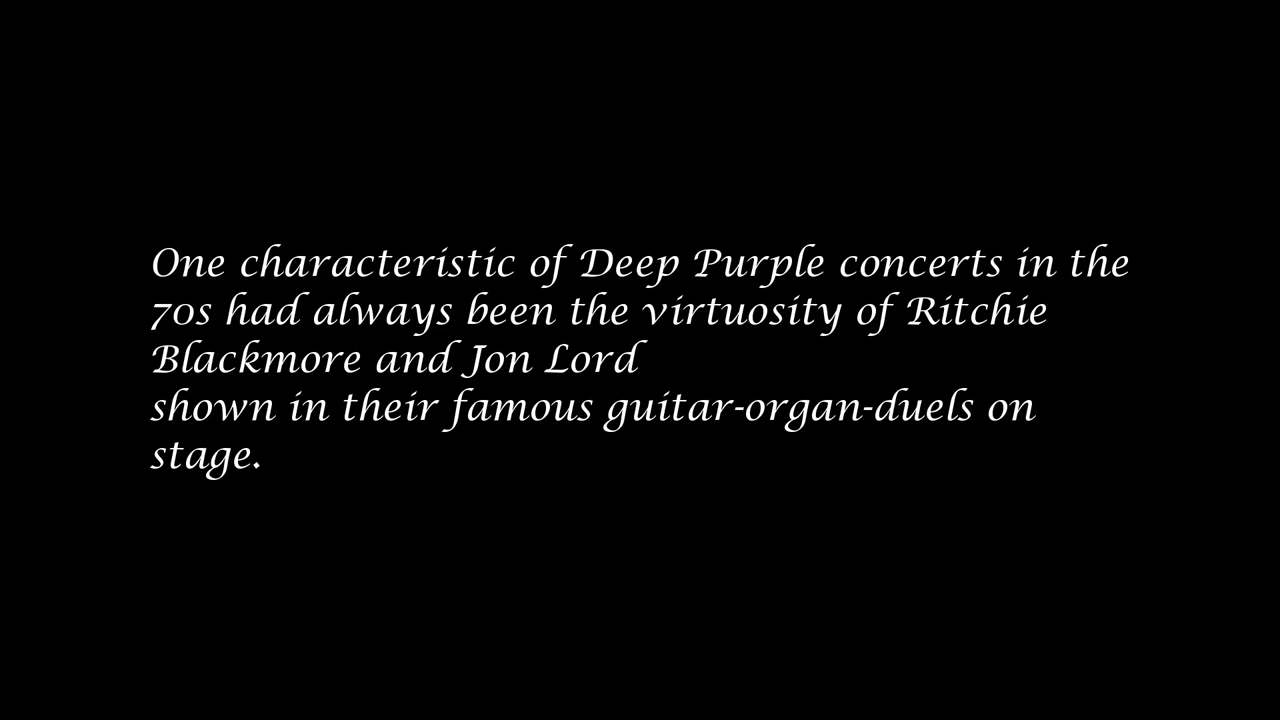 One characteristic of Deep Purple concerts in the
70s had always been the virtuosity of Ritchie
Blackmore and Jon Lord
shown in their famous guitar-organ-duels on
stage.